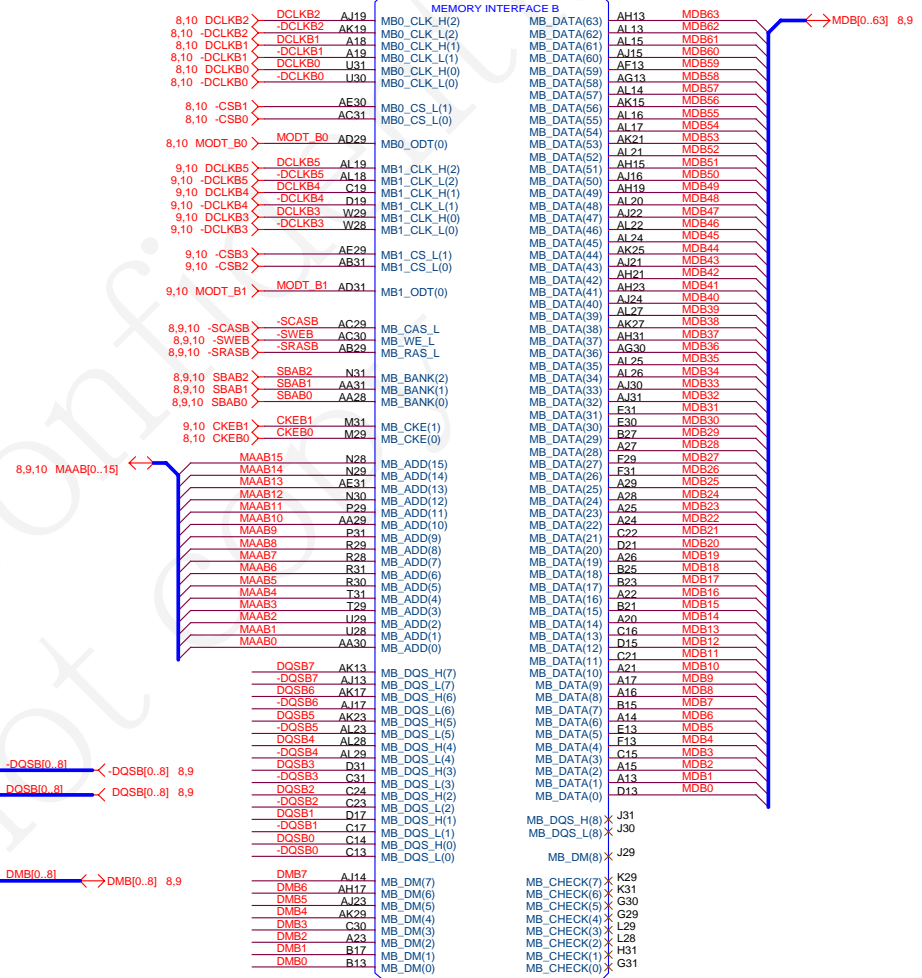 MEMORY INTERFACE B
8,10 DCLKB2 DCLKB2 AJ19 MB0_CLK_H(2)
8,10 -DCLKB2 -DCLKB2 AK19 MB0_CLK_L(2)
8,10 DCLKB1 DCLKB1 A18 MB0_CLK_H(1)
8,10 -DCLKB1 -DCLKB1 A19 MB0_CLK_L(1)
8,10 DCLKB0 DCLKB0 U31 MB0_CLK_H(0)
8,10 -DCLKB0 -DCLKB0 U30 MB0_CLK_L(0)
8,10 -CSB1 AE30 MB0_CS_L(1)
8,10 -CSB0 AC31 MB0_CS_L(0)
8,10 MODT_B0 MODT_B0 AD29 MB0_ODT(0)
9,10 DCLKB5 DCLKB5 AL19 MB1_CLK_H(2)
9,10 -DCLKB5 -DCLKB5 AL18 MB1_CLK_L(2)
9,10 DCLKB4 DCLKB4 C19 MB1_CLK_H(1)
9,10 -DCLKB4 -DCLKB4 D19 MB1_CLK_L(1)
9,10 DCLKB3 DCLKB3 W29 MB1_CLK_H(0)
9,10 -DCLKB3 -DCLKB3 W28 MB1_CLK_L(0)
9,10 -CSB3 AE29 MB1_CS_L(1)
9,10 -CSB2 AB31 MB1_CS_L(0)
9,10 MODT_B1 MODT_B1 AD31 MB1_ODT(0)
8,9,10 -SCASB -SCASB AC29 MB_CAS_L
8,9,10 -SWEB -SWEB AC30 MB_WE_L
8,9,10 -SRASB -SRASB AB29 MB_RAS_L
8,9,10 SBAB2 SBAB2 N31 MB_BANK(2)
8,9,10 SBAB1 SBAB1 AA31 MB_BANK(1)
8,9,10 SBAB0 SBAB0 AA28 MB_BANK(0)
9,10 CKEB1 CKEB1 M31 MB_CKE(1)
8,10 CKEB0 CKEB0 M29 MB_CKE(0)
8,9,10 MAAB[0..15]
MAAB15 N28 MB_ADD(15)
MAAB14 N29 MB_ADD(14)
MAAB13 AE31 MB_ADD(13)
MAAB12 N30 MB_ADD(12)
MAAB11 P29 MB_ADD(11)
MAAB10 AA29 MB_ADD(10)
MAAB9 P31 MB_ADD(9)
MAAB8 R29 MB_ADD(8)
MAAB7 R28 MB_ADD(7)
MAAB6 R31 MB_ADD(6)
MAAB5 R30 MB_ADD(5)
MAAB4 T31 MB_ADD(4)
MAAB3 T29 MB_ADD(3)
MAAB2 U29 MB_ADD(2)
MAAB1 U28 MB_ADD(1)
MAAB0 AA30 MB_ADD(0)
DQSB7 AK13 MB_DQS_H(7)
-DQSB7 AJ13 MB_DQS_L(7)
DQSB6 AK17 MB_DQS_H(6)
-DQSB6 AJ17 MB_DQS_L(6)
DQSB5 AK23 MB_DQS_H(5)
-DQSB5 AL23 MB_DQS_L(5)
DQSB4 AL28 MB_DQS_H(4)
-DQSB4 AL29 MB_DQS_L(4)
DQSB3 D31 MB_DQS_H(3)
-DQSB3 C31 MB_DQS_L(3)
DQSB2 C24 MB_DQS_H(2)
-DQSB2 C23 MB_DQS_L(2)
DQSB1 D17 MB_DQS_H(1)
-DQSB1 C17 MB_DQS_L(1)
DQSB0 C14 MB_DQS_H(0)
-DQSB0 C13 MB_DQS_L(0)
-DQSB[0..8] -DQSB[0..8] 8,9
DQSB[0..8] DQSB[0..8] 8,9
DMB[0..8] DMB[0..8] 8,9
DMB7 AJ14 MB_DM(7)
DMB6 AH17 MB_DM(6)
DMB5 AJ23 MB_DM(5)
DMB4 AK29 MB_DM(4)
DMB3 C30 MB_DM(3)
DMB2 A23 MB_DM(2)
DMB1 B17 MB_DM(1)
DMB0 B13 MB_DM(0)
MB_DATA(63) AH13 MDB63
MB_DATA(62) AL13 MDB62
MB_DATA(61) AL15 MDB61
MB_DATA(60) AJ15 MDB60
MB_DATA(59) AF13 MDB59
MB_DATA(58) AG13 MDB58
MB_DATA(57) AL14 MDB57
MB_DATA(56) AK15 MDB56
MB_DATA(55) AL16 MDB55
MB_DATA(54) AL17 MDB54
MB_DATA(53) AK21 MDB53
MB_DATA(52) AL21 MDB52
MB_DATA(51) AH15 MDB51
MB_DATA(50) AJ16 MDB50
MB_DATA(49) AH19 MDB49
MB_DATA(48) AL20 MDB48
MB_DATA(47) AJ22 MDB47
MB_DATA(46) AL22 MDB46
MB_DATA(45) AL24 MDB45
MB_DATA(44) AK25 MDB44
MB_DATA(43) AJ21 MDB43
MB_DATA(42) AH21 MDB42
MB_DATA(41) AH23 MDB41
MB_DATA(40) AJ24 MDB40
MB_DATA(39) AL27 MDB39
MB_DATA(38) AK27 MDB38
MB_DATA(37) AH31 MDB37
MB_DATA(36) AG30 MDB36
MB_DATA(35) AL25 MDB35
MB_DATA(34) AL26 MDB34
MB_DATA(33) AJ30 MDB33
MB_DATA(32) AJ31 MDB32
MB_DATA(31) E31 MDB31
MB_DATA(30) E30 MDB30
MB_DATA(29) B27 MDB29
MB_DATA(28) A27 MDB28
MB_DATA(27) F29 MDB27
MB_DATA(26) F31 MDB26
MB_DATA(25) A29 MDB25
MB_DATA(24) A28 MDB24
MB_DATA(23) A25 MDB23
MB_DATA(22) A24 MDB22
MB_DATA(21) C22 MDB21
MB_DATA(20) D21 MDB20
MB_DATA(19) A26 MDB19
MB_DATA(18) B25 MDB18
MB_DATA(17) B23 MDB17
MB_DATA(16) A22 MDB16
MB_DATA(15) B21 MDB15
MB_DATA(14) A20 MDB14
MB_DATA(13) C16 MDB13
MB_DATA(12) D15 MDB12
MB_DATA(11) C21 MDB11
MB_DATA(10) A21 MDB10
MB_DATA(9) A17 MDB9
MB_DATA(8) A16 MDB8
MB_DATA(7) B15 MDB7
MB_DATA(6) A14 MDB6
MB_DATA(5) E13 MDB5
MB_DATA(4) F13 MDB4
MB_DATA(3) C15 MDB3
MB_DATA(2) A15 MDB2
MB_DATA(1) A13 MDB1
MB_DATA(0) D13 MDB0
MDB[0..63] 8,9
MB_DQS_H(8) J31
MB_DQS_L(8) J30
MB_DM(8) J29
MB_CHECK(7) K29
MB_CHECK(6) K31
MB_CHECK(5) G30
MB_CHECK(4) G29
MB_CHECK(3) L29
MB_CHECK(2) L28
MB_CHECK(1) H31
MB_CHECK(0) G31